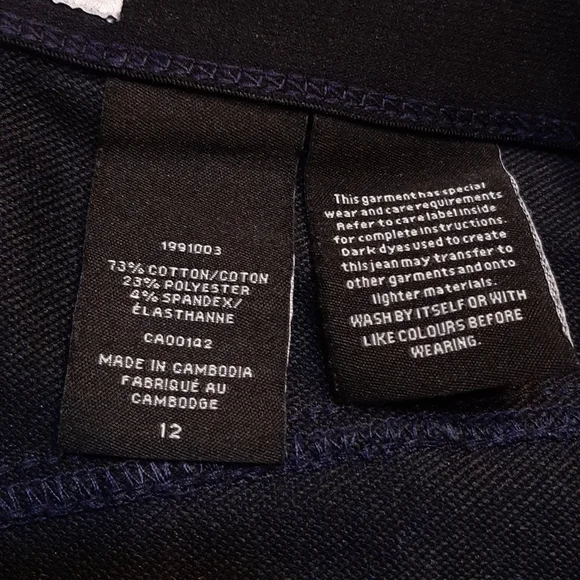 1991003
73% COTTON/COTON
23% POLYESTER
4% SPANDEX/
ÉLASTHANNE
CA00142
MADE IN CAMBODIA
FABRIQUÉ AU
CAMBODGE
12
This garment has special
wear and care requirements
Refer to care label inside
for complete instructions.
Dark dyes used to create
this jean may transfer to
other garments and onto
lighter materials.
WASH BY ITSELF OR WITH
LIKE COLOURS BEFORE
WEARING.